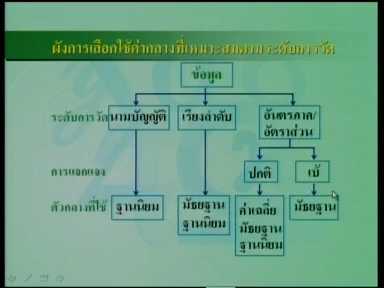 ผังการเลือกใช้ค่ากลางที่เหมาะสมตามระดับการวัด
ข้อมูล
ระดับการวัด นามบัญญัติ เรียงลำดับ อันตรภาค/
อัตราส่วน
การแจกแจง ปกติ เบ้
ตัวกลางที่ใช้ ฐานนิยม มัธยฐาน ค่าเฉลี่ย มัธยฐาน
ฐานนิยม มัธยฐาน
ฐานนิยม